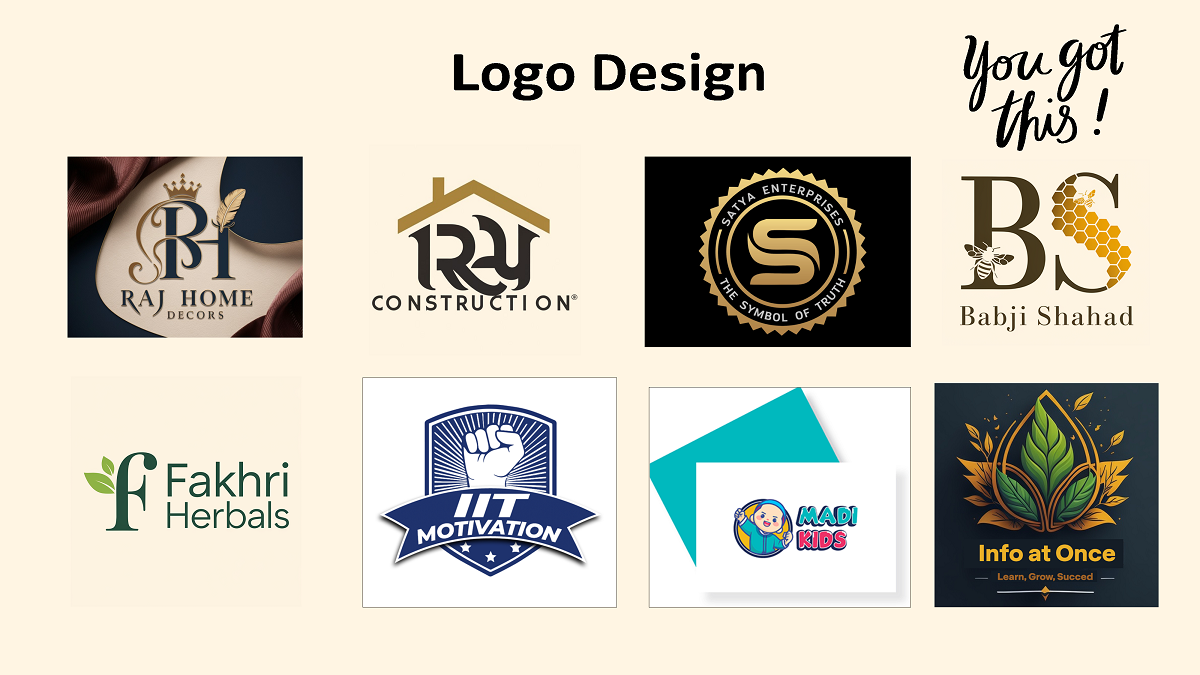 Logo Design
You got
this!
RAJ HOME
DECORS
RAY
CONSTRUCTION®
SATYA ENTERPRISES
S
THE SYMBOL OF TRUTH
BS
Babji Shahad
f Fakhri
Herbals
IIT
MOTIVATION
MADI
KIDS
Info at Once
Learn, Grow, Succed